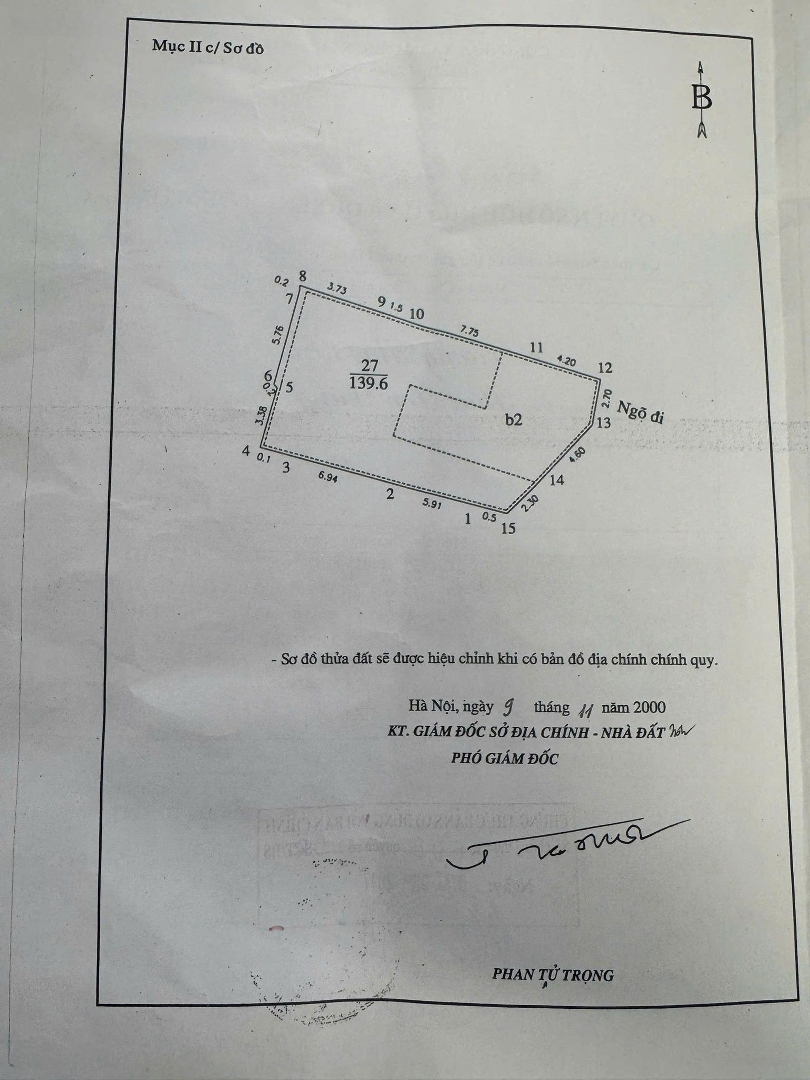 Mục II c/ Sơ đồ
B
0.2 8
7 3.73 9 1.5 10
7.75 11
4.20 12
5.76
27
139.6
2.70
6
5
Ngõ đi
13
3.38
b2
4.60
4 0.1 3
6.94
14
2
5.91
2.30
1 0.5 15
- Sơ đồ thửa đất sẽ được hiệu chỉnh khi có bản đồ địa chính chính quy.
Hà Nội, ngày 9 tháng 11 năm 2000
KT. GIÁM ĐỐC SỞ ĐỊA CHÍNH - NHÀ ĐẤT
PHÓ GIÁM ĐỐC
PHAN TỬ TRỌNG